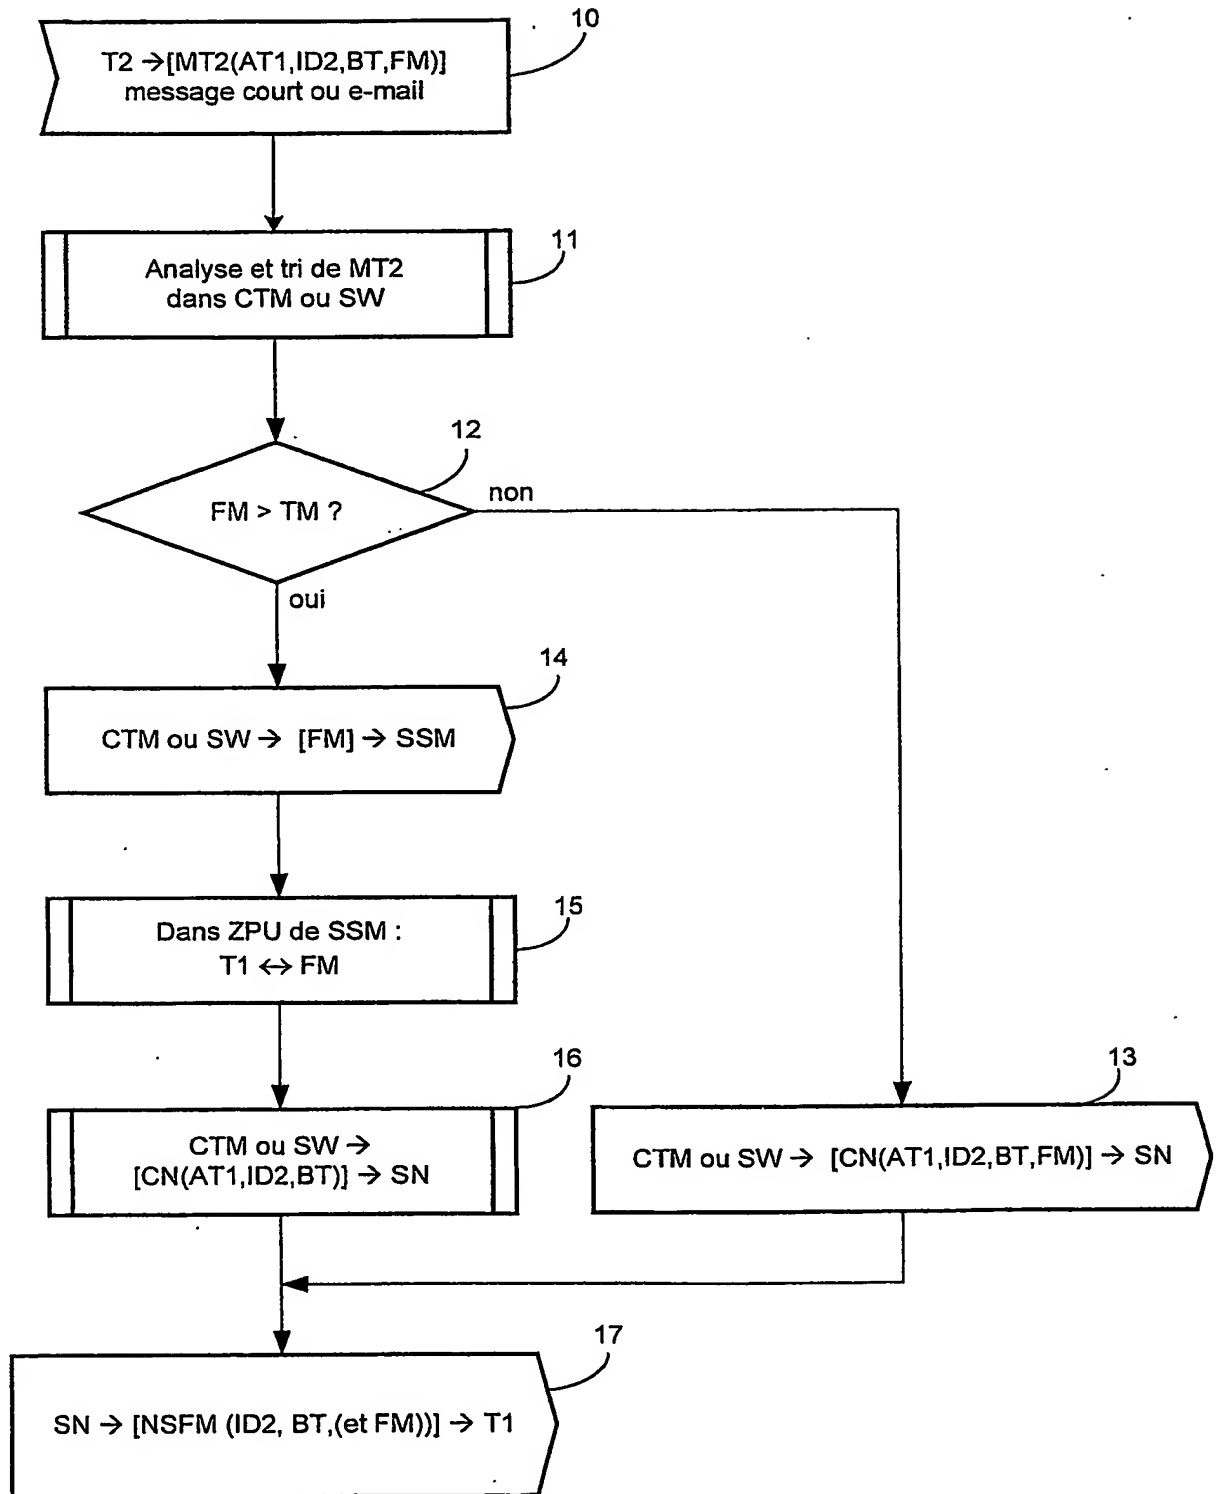 10
T2 →[MT2(AT1,ID2,BT,FM)]
message court ou e-mail
11
Analyse et tri de MT2
dans CTM ou SW
12
FM > TM ?
non
oui
14
CTM ou SW → [FM] → SSM
15
Dans ZPU de SSM :
T1 ↔ FM
16
CTM ou SW →
[CN(AT1,ID2,BT)] → SN
13
CTM ou SW → [CN(AT1,ID2,BT,FM)] → SN
17
SN → [NSFM (ID2, BT,(et FM))] → T1